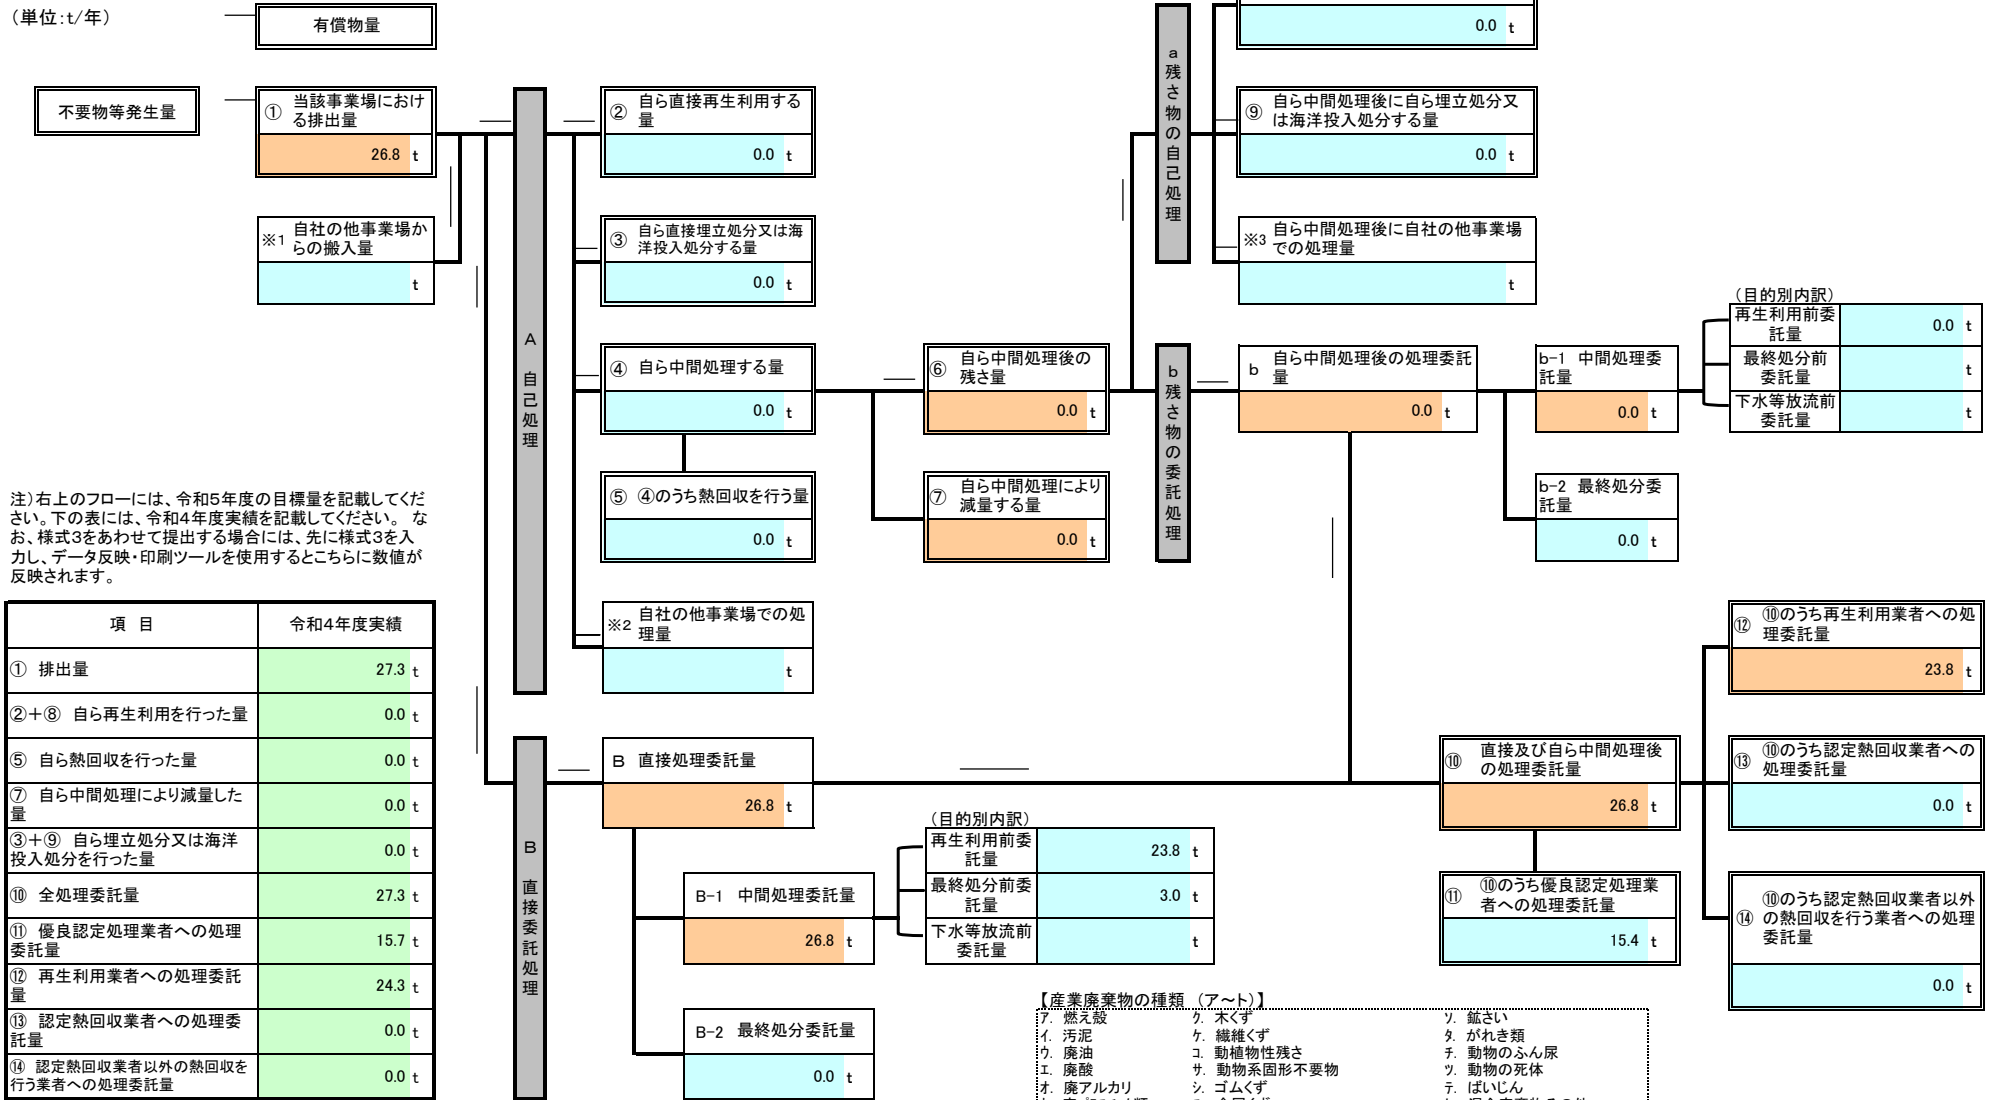 （単位:t/年）
有償物量
不要物等発生量
① 当該事業場におけ
る排出量
26.8 t
※1 自社の他事業場か
らの搬入量
t
A 自己処理
② 自ら直接再生利用する
量
0.0 t
③ 自ら直接埋立処分又は海
洋投入処分する量
0.0 t
④ 自ら中間処理する量
0.0 t
⑤ ④のうち熱回収を行う量
0.0 t
※2 自社の他事業場での処
理量
t
⑥ 自ら中間処理後の
残さ量
0.0 t
⑦ 自ら中間処理により
減量する量
0.0 t
a 残さ物の自己処理
0.0 t
⑨ 自ら中間処理後に自ら埋立処分又
は海洋投入処分する量
0.0 t
※3 自ら中間処理後に自社の他事業場
での処理量
t
b 残さ物の委託処理
b 自ら中間処理後の処理委託
量
0.0 t
b-1 中間処理委
託量
0.0 t
b-2 最終処分委
託量
0.0 t
（目的別内訳）
再生利用前委
託量
0.0 t
最終処分前
委託量
t
下水等放流前
委託量
t
注）右上のフローには、令和5年度の目標量を記載してくだ
さい。下の表には、令和4年度実績を記載してください。 な
お、様式3をあわせて提出する場合には、先に様式3を入
力し、データ反映・印刷ツールを使用するとこちらに数値が
反映されます。
項 目 令和4年度実績
① 排出量 27.3 t
②＋⑧ 自ら再生利用を行った量 0.0 t
⑤ 自ら熱回収を行った量 0.0 t
⑦ 自ら中間処理により減量した
量 0.0 t
③＋⑨ 自ら埋立処分又は海洋
投入処分を行った量 0.0 t
⑩ 全処理委託量 27.3 t
⑪ 優良認定処理業者への処理
委託量 15.7 t
⑫ 再生利用業者への処理委託
量 24.3 t
⑬ 認定熱回収業者への処理委
託量 0.0 t
⑭ 認定熱回収業者以外の熱回収を
行う業者への処理委託量 0.0 t
B 直接委託処理
B 直接処理委託量
26.8 t
B-1 中間処理委託量
26.8 t
B-2 最終処分委託量
0.0 t
（目的別内訳）
再生利用前委
託量
23.8 t
最終処分前委
託量
3.0 t
下水等放流前
委託量
t
⑩ 直接及び自ら中間処理後
の処理委託量
26.8 t
⑪ ⑩のうち優良認定処理業
者への処理委託量
15.4 t
⑫ ⑩のうち再生利用業者への処
理委託量
23.8 t
⑬ ⑩のうち認定熱回収業者への
処理委託量
0.0 t
⑭ ⑩のうち認定熱回収業者以外
の熱回収を行う業者への処理
委託量
0.0 t
【産業廃棄物の種類 （ア～ト）】
ア. 燃え殻 ク. 木くず ソ. 鉱さい
イ. 汚泥 ケ. 繊維くず タ. がれき類
ウ. 廃油 コ. 動植物性残さ チ. 動物のふん尿
エ. 廃酸 サ. 動物系固形不要物 ツ. 動物の死体
オ. 廃アルカリ シ. ゴムくず テ. ばいじん